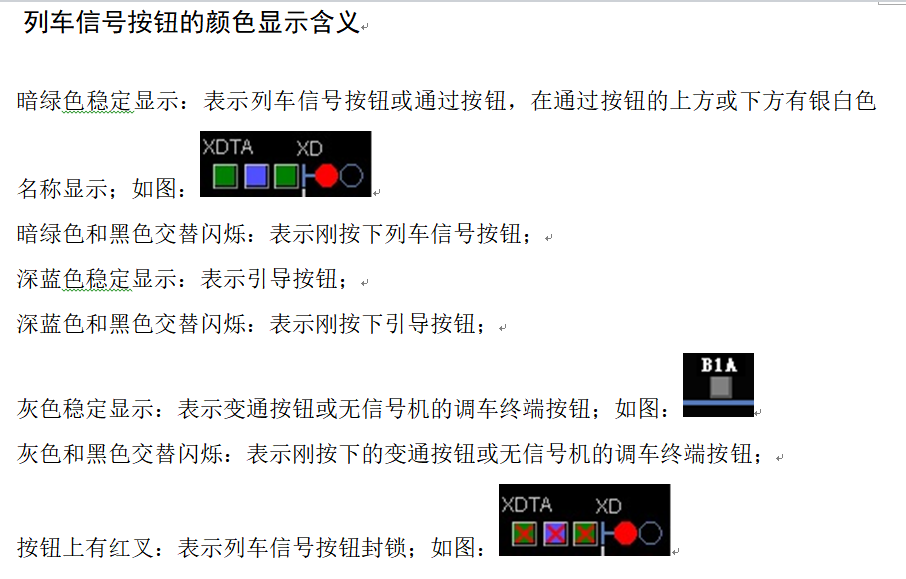 列车信号按钮的颜色显示含义
暗绿色稳定显示：表示列车信号按钮或通过按钮，在通过按钮的上方或下方有银白色
XDTA XD
名称显示；如图：
暗绿色和黑色交替闪烁：表示刚按下列车信号按钮；
深蓝色稳定显示：表示引导按钮；
深蓝色和黑色交替闪烁：表示刚按下引导按钮；
B1A
灰色稳定显示：表示变通按钮或无信号机的调车终端按钮；如图：
灰色和黑色交替闪烁：表示刚按下的变通按钮或无信号机的调车终端按钮；
XDTA XD
按钮上有红叉：表示列车信号按钮封锁；如图：